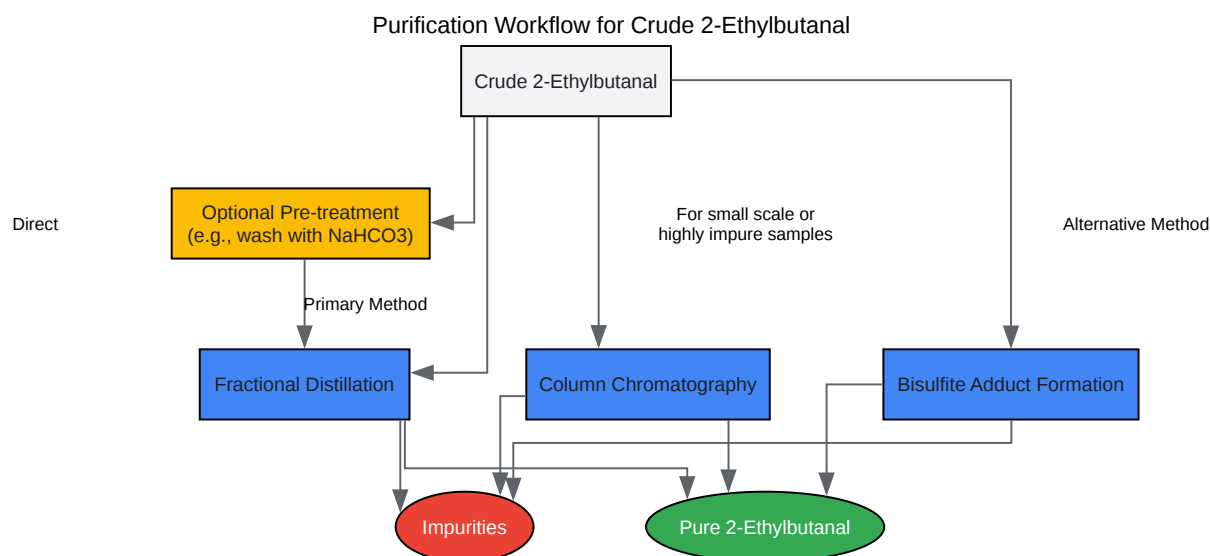 Purification Workflow for Crude 2-Ethylbutanal
Crude 2-Ethylbutanal
Optional Pre-treatment
(e.g., wash with NaHCO3)
Direct
For small scale or
highly impure samples
Alternative Method
Primary Method
Fractional Distillation
Column Chromatography
Bisulfite Adduct Formation
Impurities
Pure 2-Ethylbutanal